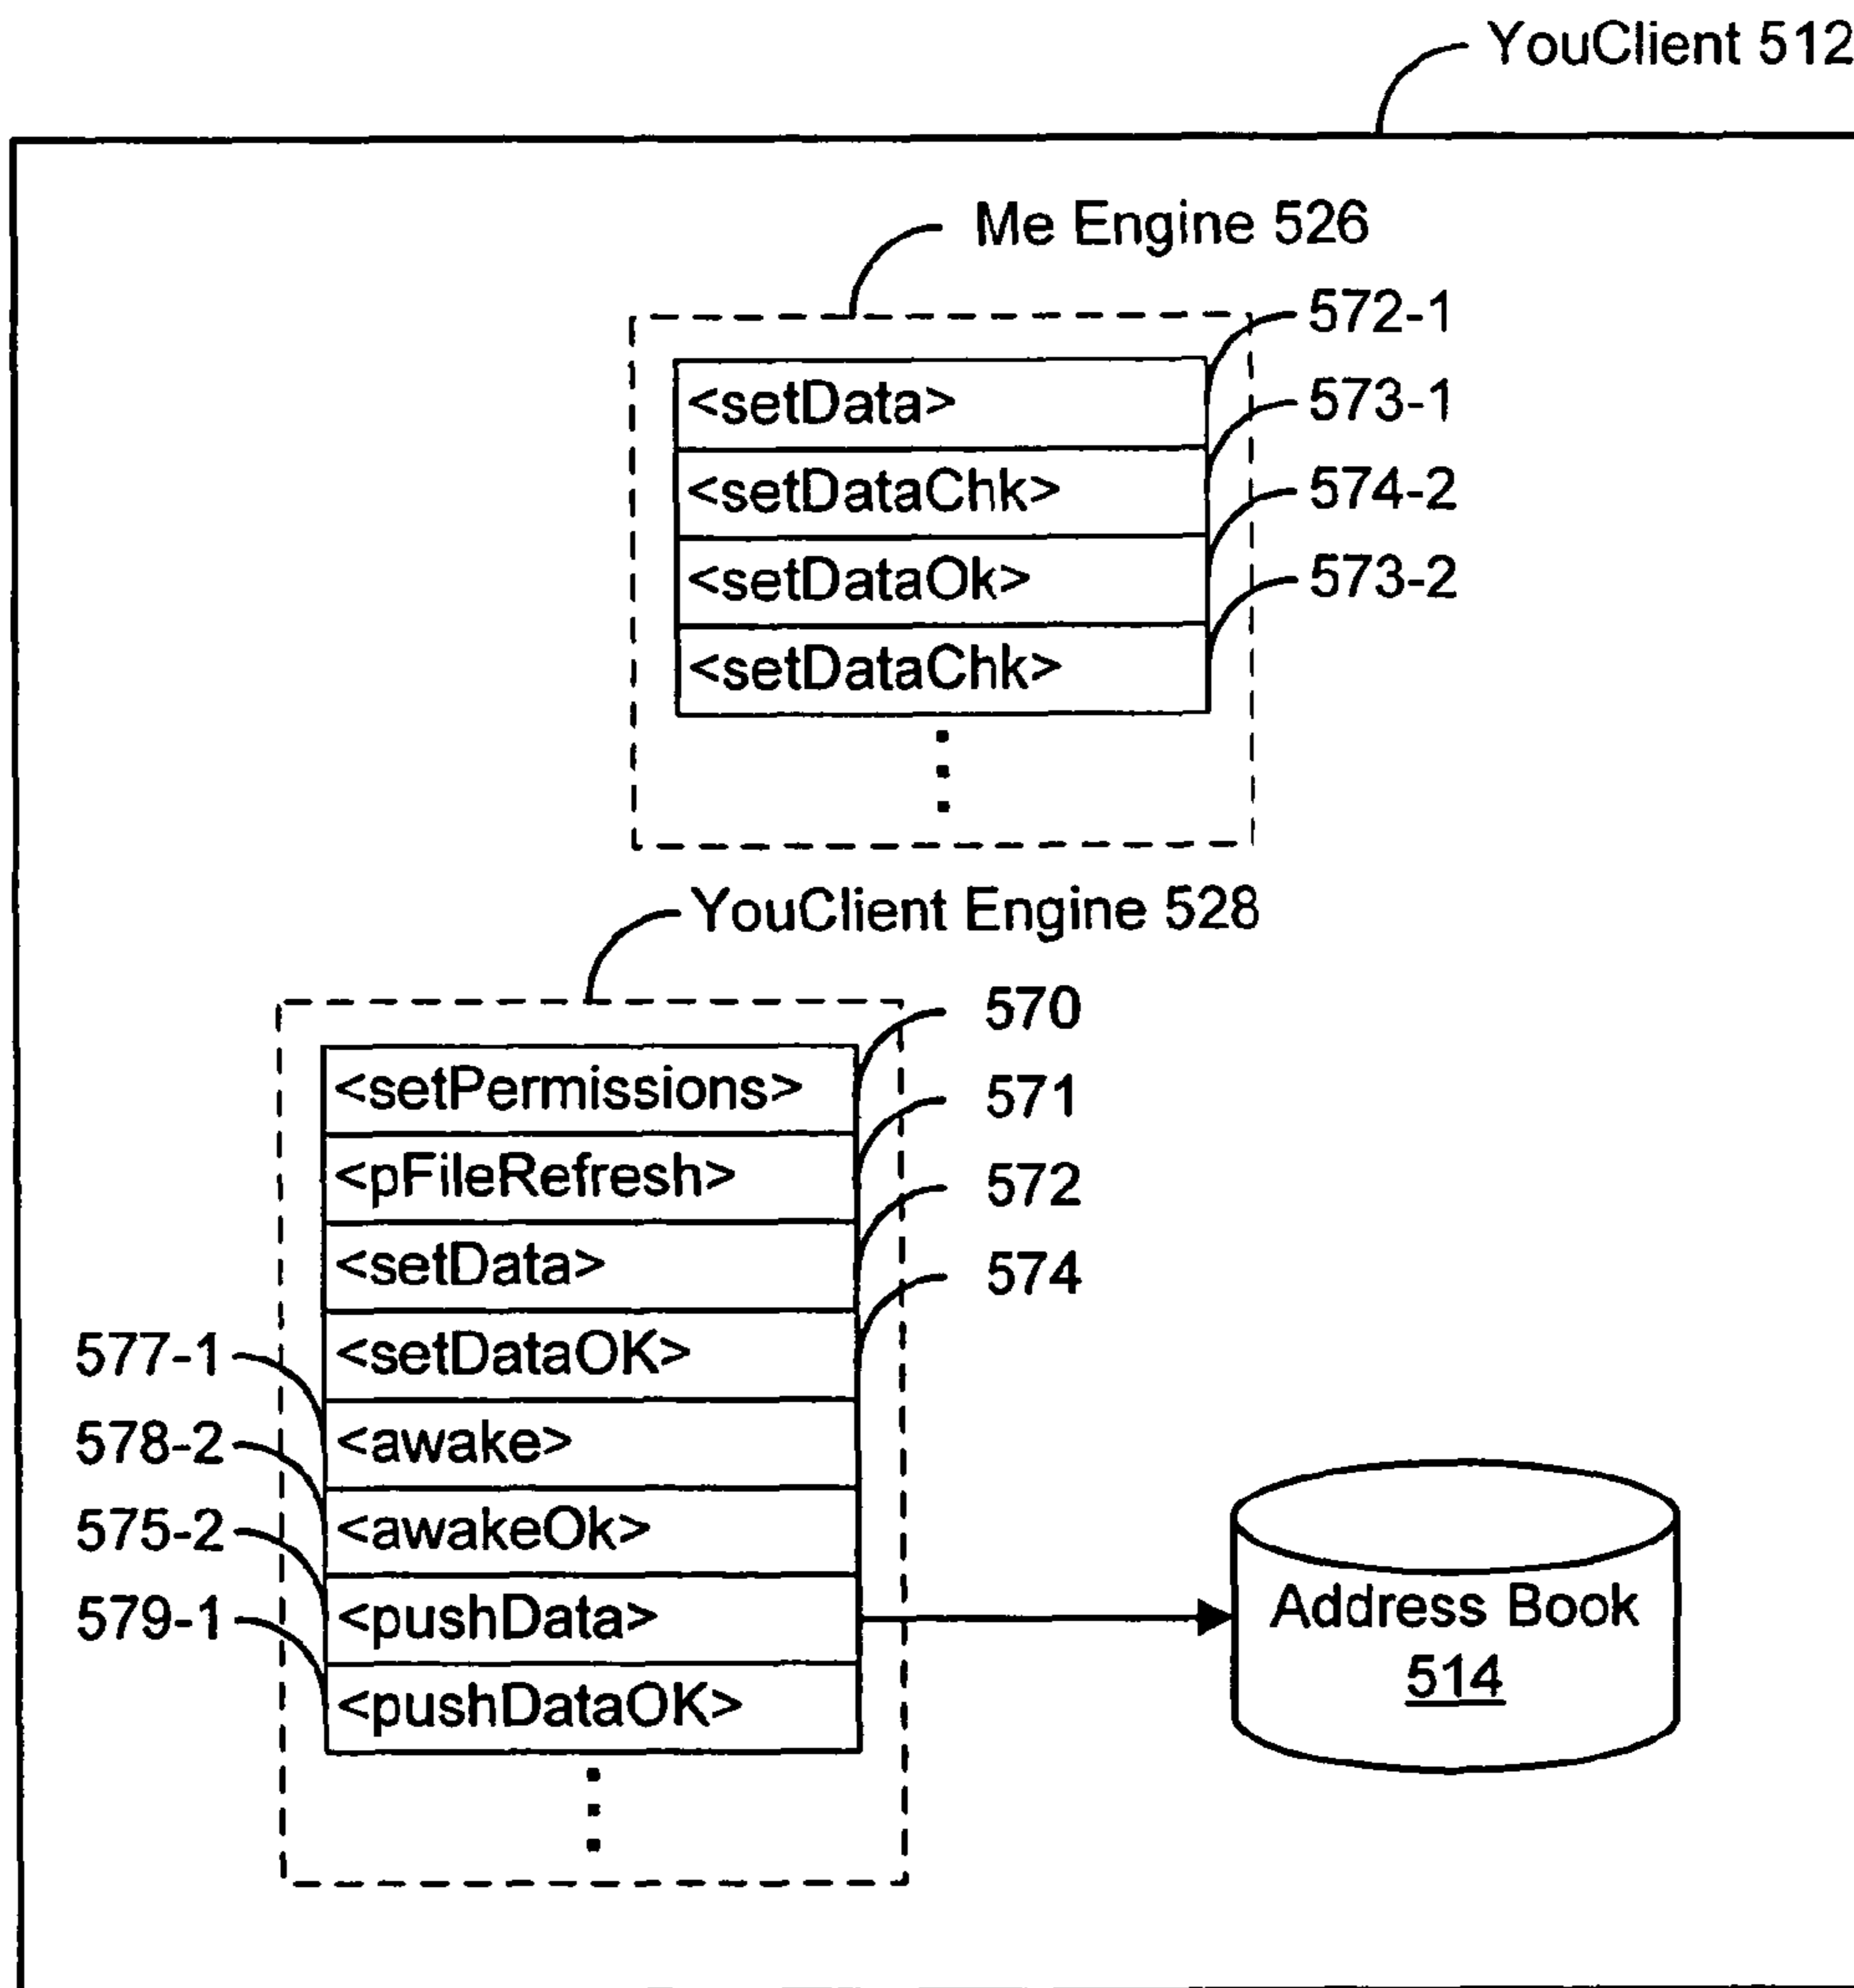 YouClient 512
Me Engine 526
572-1
<setData>
573-1
<setDataChk>
574-2
<setDataOk>
573-2
<setDataChk>
YouClient Engine 528
570
<setPermissions>
571
<pFileRefresh>
572
<setData>
574
<setDataOK>
577-1
<awake>
578-2
<awakeOk>
575-2
<pushData>
579-1
<pushDataOK>
Address Book
514